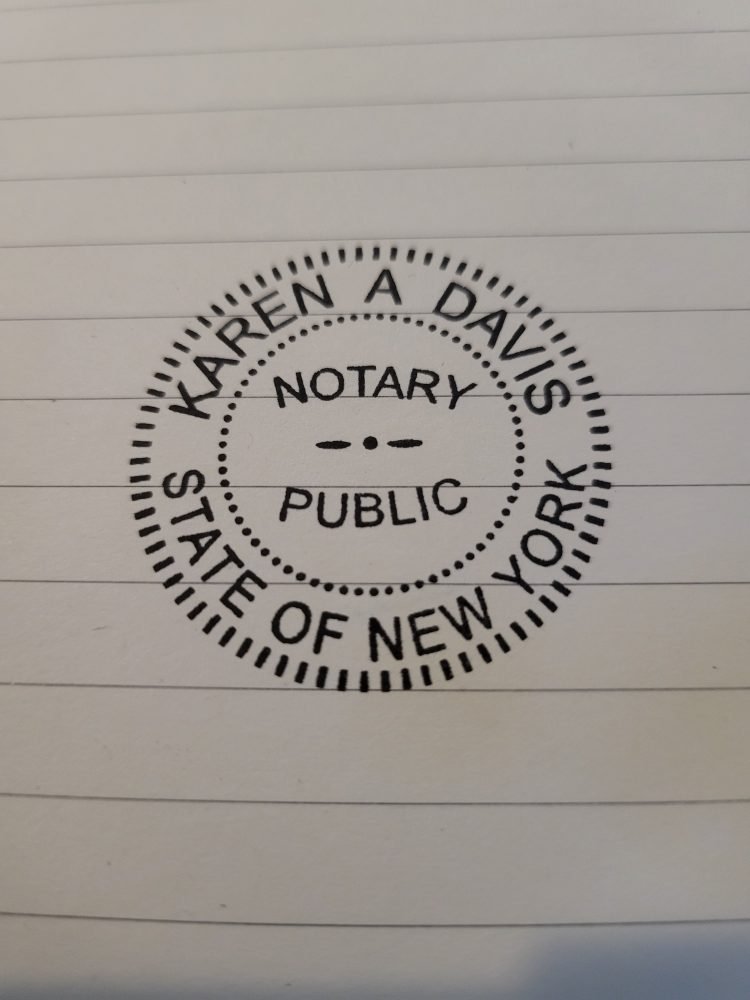 KAREN A DAVIS
NOTARY
PUBLIC
STATE OF NEW YORK